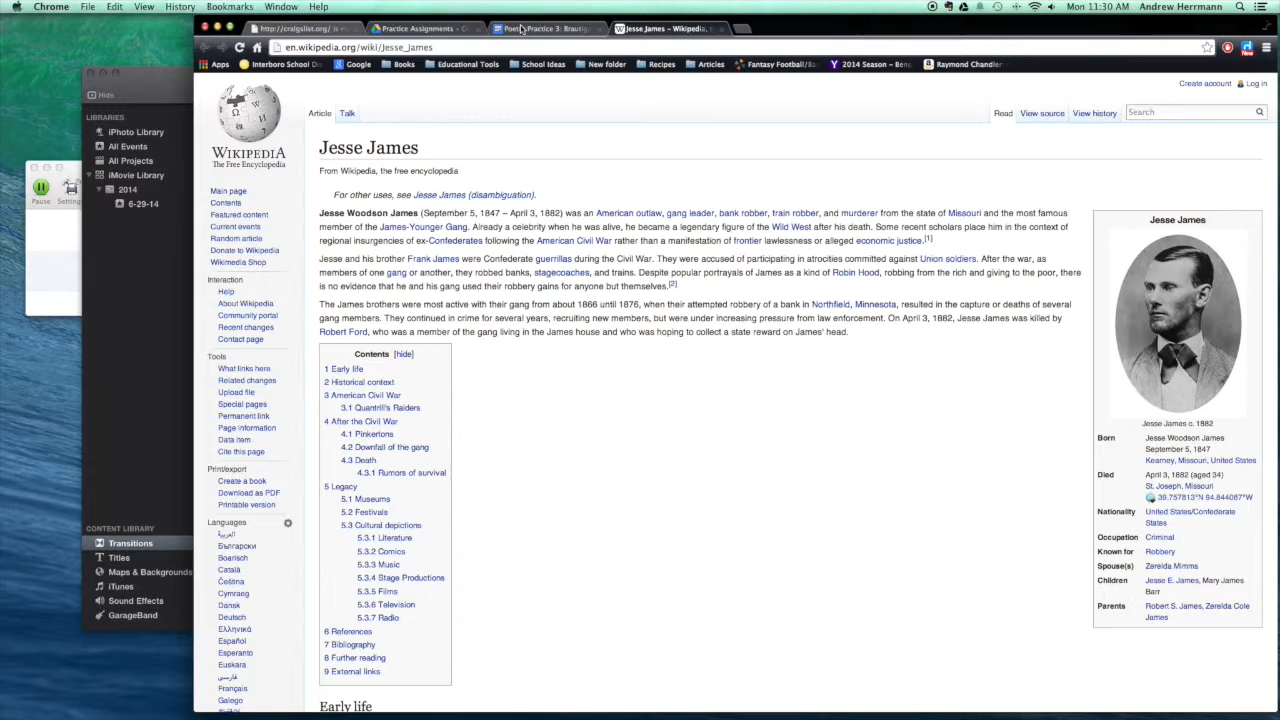 Chrome File Edit View History Bookmarks Window Help
Mon 11:30 AM Andrew Herrmann
http://craigslist.org/
Practice Assignments -
Practice 3: Brautig
Jesse James – Wikipedia,
en.wikipedia.org/wiki/Jesse_James
Apps Interboro School Di Google Books Educational Tools School Ideas New folder Recipes Articles Fantasy Football/Ba 2014 Season – Beng Raymond Chandler
Hide
LIBRARIES
iPhoto Library
All Events
All Projects
iMovie Library
2014
6-29-14
Pause
CONTENT LIBRARY
Transitions
Titles
Maps & Backgrounds
iTunes
Sound Effects
GarageBand
WIKIPEDIA
The Free Encyclopedia
Main page
Contents
Featured content
Current events
Random article
Donate to Wikipedia
Wikimedia Shop
Interaction
Help
About Wikipedia
Community portal
Recent changes
Contact page
Tools
What links here
Related changes
Upload file
Special pages
Permanent link
Page information
Data item
Cite this page
Print/export
Create a book
Download as PDF
Printable version
Languages
العربية
Български
Boarisch
Català
Čeština
Cymraeg
Dansk
Deutsch
Ελληνικά
Español
Esperanto
Euskara
فارسی
Français
Galego
Create account Log in
Article Talk
Read View source View history Search
Jesse James
From Wikipedia, the free encyclopedia
For other uses, see Jesse James (disambiguation).
Jesse Woodson James (September 5, 1847 – April 3, 1882) was an American outlaw, gang leader, bank robber, train robber, and murderer from the state of Missouri and the most famous
member of the James-Younger Gang. Already a celebrity when he was alive, he became a legendary figure of the Wild West after his death. Some recent scholars place him in the context of
regional insurgencies of ex-Confederates following the American Civil War rather than a manifestation of frontier lawlessness or alleged economic justice.[1]
Jesse and his brother Frank James were Confederate guerrillas during the Civil War. They were accused of participating in atrocities committed against Union soldiers. After the war, as
members of one gang or another, they robbed banks, stagecoaches, and trains. Despite popular portrayals of James as a kind of Robin Hood, robbing from the rich and giving to the poor, there
is no evidence that he and his gang used their robbery gains for anyone but themselves.[2]
The James brothers were most active with their gang from about 1866 until 1876, when their attempted robbery of a bank in Northfield, Minnesota, resulted in the capture or deaths of several
gang members. They continued in crime for several years, recruiting new members, but were under increasing pressure from law enforcement. On April 3, 1882, Jesse James was killed by
Robert Ford, who was a member of the gang living in the James house and who was hoping to collect a state reward on James' head.
Contents [hide]
1 Early life
2 Historical context
3 American Civil War
3.1 Quantrill's Raiders
4 After the Civil War
4.1 Pinkertons
4.2 Downfall of the gang
4.3 Death
4.3.1 Rumors of survival
5 Legacy
5.1 Museums
5.2 Festivals
5.3 Cultural depictions
5.3.1 Literature
5.3.2 Comics
5.3.3 Music
5.3.4 Stage Productions
5.3.5 Films
5.3.6 Television
5.3.7 Radio
6 References
7 Bibliography
8 Further reading
9 External links
Early life
Jesse James
Jesse James c. 1882
Born Jesse Woodson James
September 5, 1847
Kearney, Missouri, United States
Died April 3, 1882 (aged 34)
St. Joseph, Missouri
39.757813°N 94.844087°W
Nationality United States/Confederate
States
Occupation Criminal
Known for Robbery
Spouse(s) Zerelda Mimms
Children Jesse E. James, Mary James
Barr
Parents Robert S. James, Zerelda Cole
James